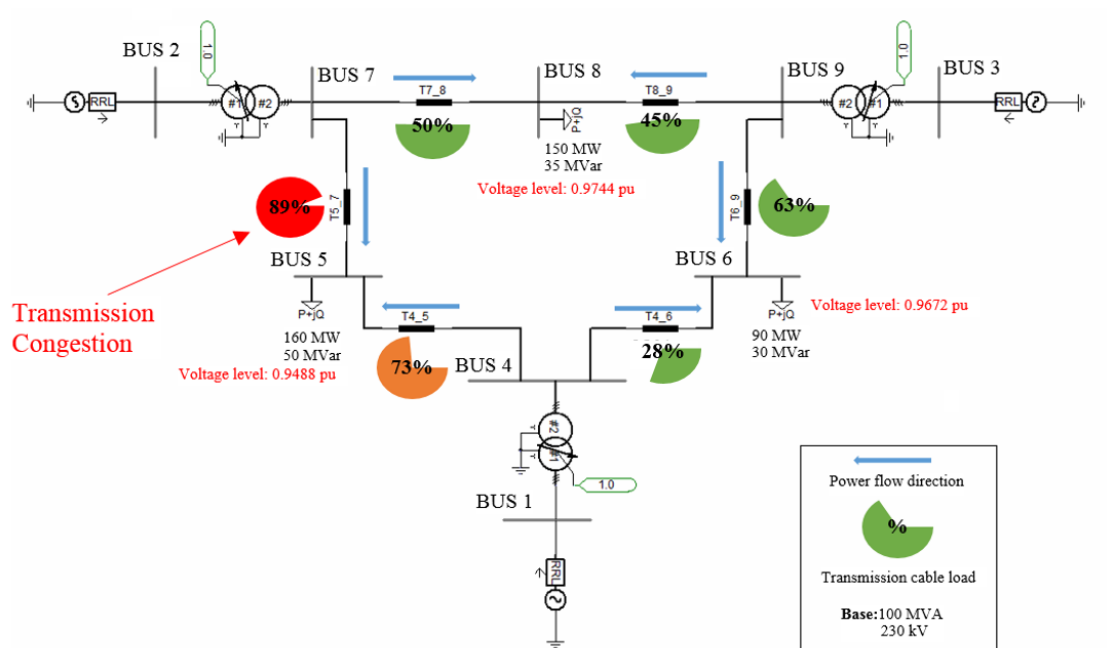 BUS 2
1.0
BUS 7
BUS 8
BUS 9
1.0
BUS 3
RRL
#1
#2
T7_8
50%
P+jQ
150 MW
35 MVar
Voltage level: 0.9744 pu
T8_9
45%
#2
#1
RRL
89%
T5_7
T6_9
63%
Transmission
Congestion
BUS 5
P+jQ
160 MW
50 MVar
Voltage level: 0.9488 pu
T4_5
73%
BUS 4
BUS 6
T4_6
28%
P+jQ
90 MW
30 MVar
Voltage level: 0.9672 pu
#2
#1
1.0
BUS 1
RRL
Power flow direction
%
Transmission cable load
Base:100 MVA
230 kV